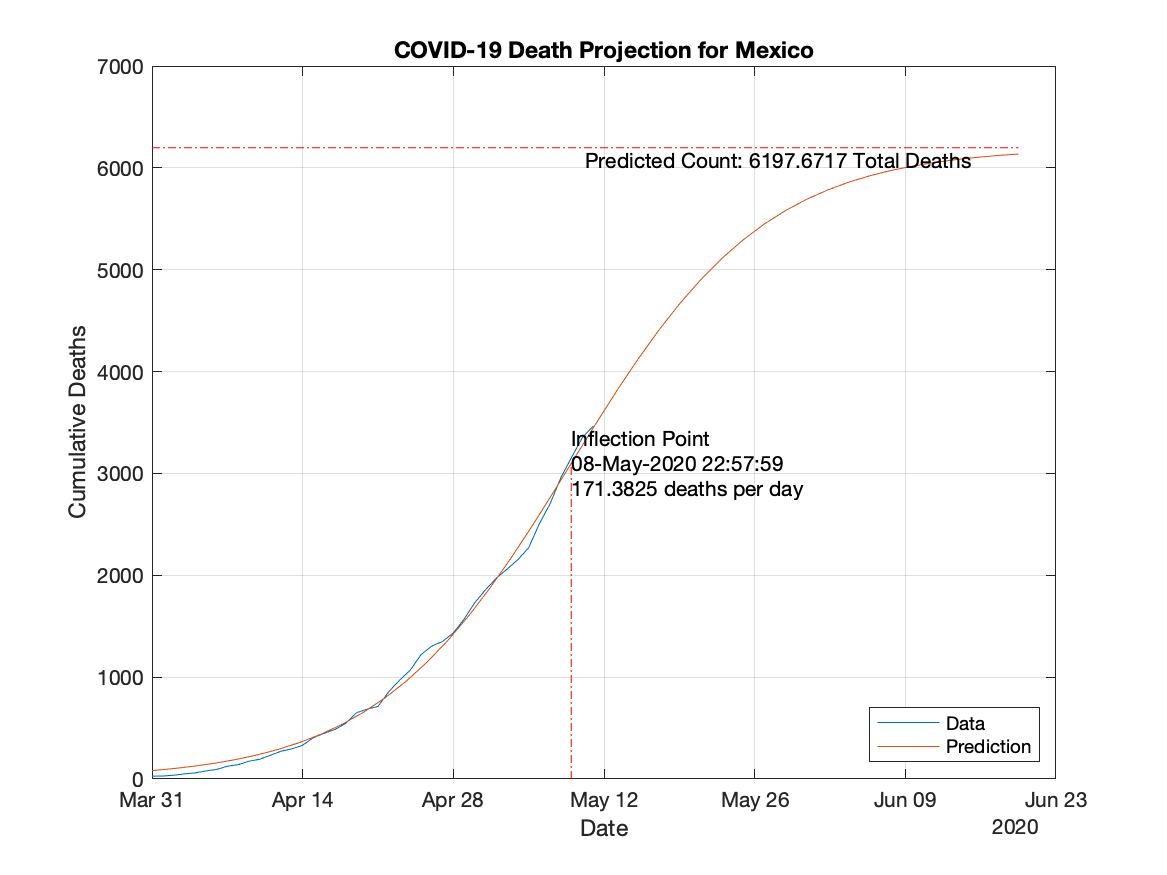 COVID-19 Death Projection for Mexico
7000
6000
5000
4000
3000
2000
1000
0
Cumulative Deaths
Predicted Count: 6197.6717 Total Deaths
Inflection Point
08-May-2020 22:57:59
171.3825 deaths per day
Data
Prediction
Mar 31 Apr 14 Apr 28 May 12 May 26 Jun 09 Jun 23
Date
2020